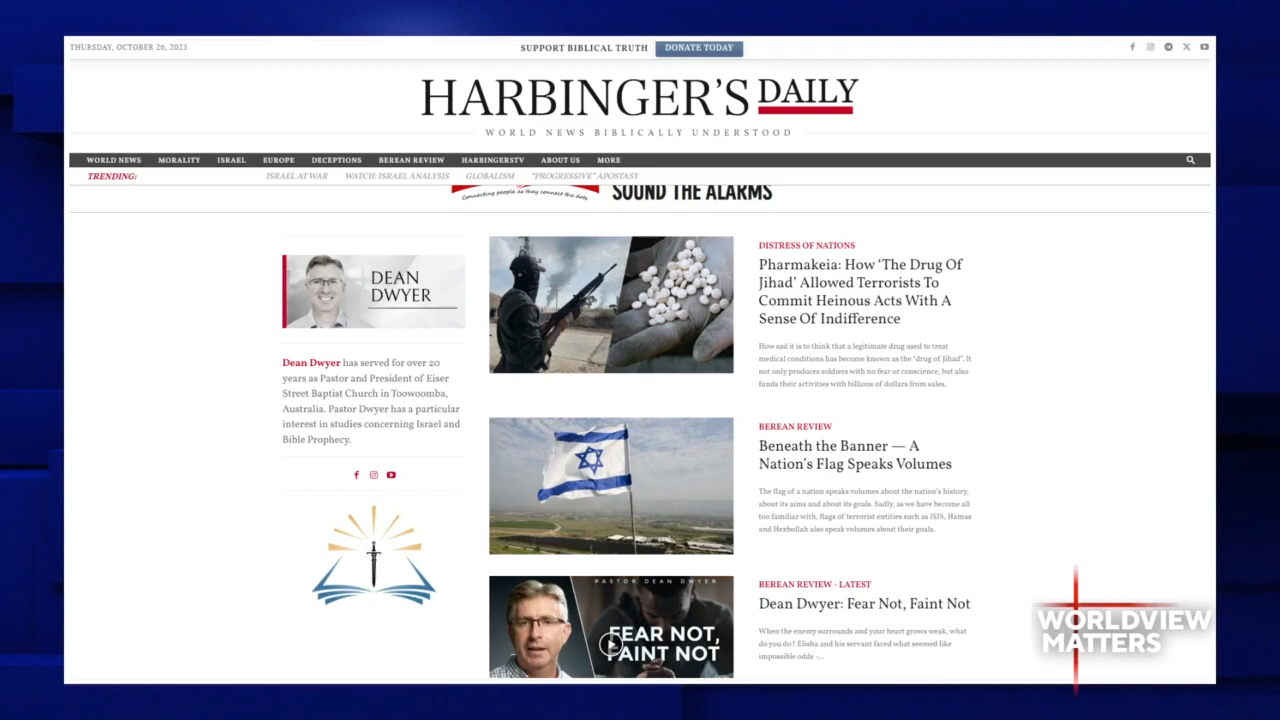 THURSDAY, OCTOBER 26, 2023
SUPPORT BIBLICAL TRUTH DONATE TODAY
HARBINGER'S DAILY
WORLD NEWS BIBLICALLY UNDERSTOOD
WORLD NEWS MORALITY ISRAEL EUROPE DECEPTIONS BEREAN REVIEW HARBINGERSTV ABOUT US MORE
TRENDING: ISRAEL AT WAR WATCH: ISRAEL ANALYSIS GLOBALISM "PROGRESSIVE" APOSTASY
Connecting people as they connect the dots
SOUND THE ALARMS
DEAN
DWYER
Dean Dwyer has served for over 20
years as Pastor and President of Eiser
Street Baptist Church in Toowoomba,
Australia. Pastor Dwyer has a particular
interest in studies concerning Israel and
Bible Prophecy.
DISTRESS OF NATIONS
Pharmakeia: How 'The Drug Of
Jihad' Allowed Terrorists To
Commit Heinous Acts With A
Sense Of Indifference
How sad it is to think that a legitimate drug used to treat
medical conditions has become known as the "drug of Jihad". It
not only produces soldiers with no fear or conscience, but also
funds their activities with billions of dollars from sales.
BEREAN REVIEW
Beneath the Banner — A
Nation's Flag Speaks Volumes
The flag of a nation speaks volumes about the nation's history,
about its aims and about its goals. Sadly, as we have become all
too familiar with, flags of terrorist entities such as ISIS, Hamas
and Hezbollah also speak volumes about their goals.
PASTOR DEAN DWYER
FEAR NOT,
FAINT NOT
BEREAN REVIEW - LATEST
Dean Dwyer: Fear Not, Faint Not
When the enemy surrounds and your heart grows weak, what
do you do? Elisha and his servant faced what seemed like
impossible odds -...
WORLDVIEW
MATTERS